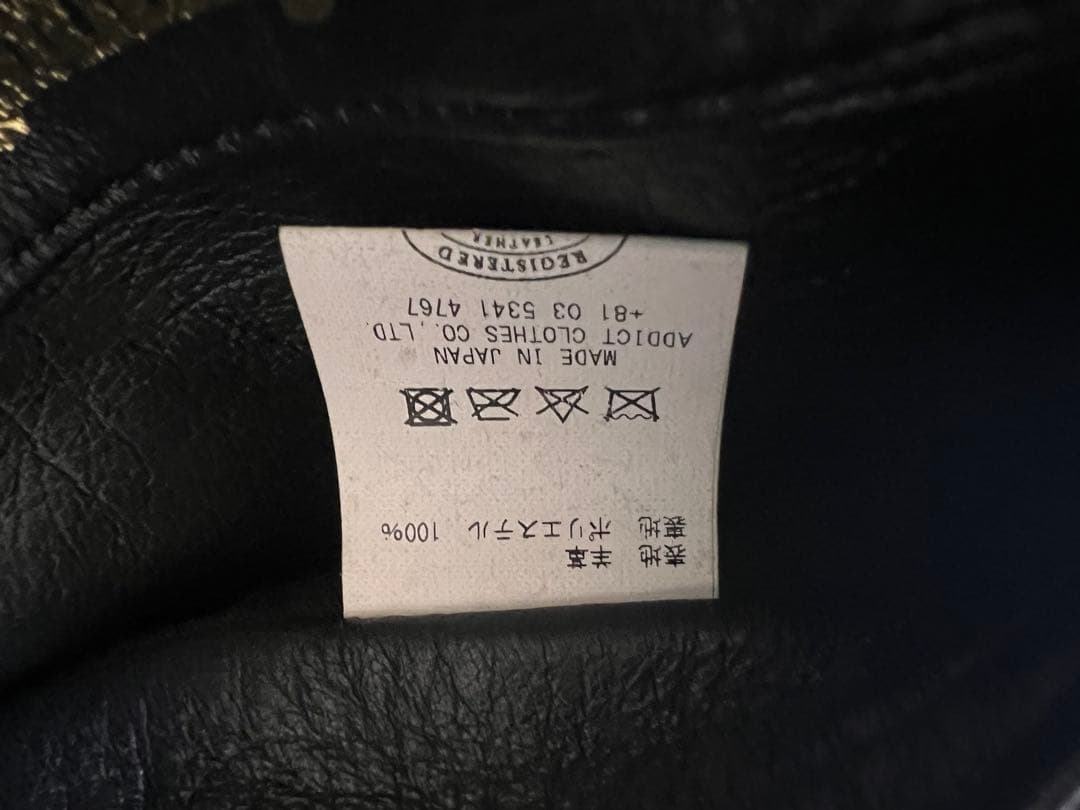 表地 羊革
裏地 ポリエステル 100%
MADE IN JAPAN
ADDICT CLOTHES CO.,LTD.
+81 03 5341 4767
REGISTERED
LEATHER